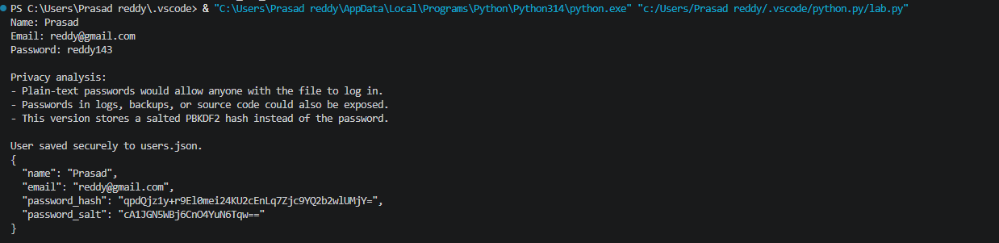 PS C:\Users\Prasad reddy\.vscode> & "C:\Users\Prasad reddy\AppData\Local\Programs\Python\Python314\python.exe" "c:/Users/Prasad reddy/.vscode/python.py/lab.py"
Name: Prasad
Email: reddy@gmail.com
Password: reddy143

Privacy analysis:
- Plain-text passwords would allow anyone with the file to log in.
- Passwords in logs, backups, or source code could also be exposed.
- This version stores a salted PBKDF2 hash instead of the password.

User saved securely to users.json.
{
  "name": "Prasad",
  "email": "reddy@gmail.com",
  "password_hash": "qpdQjz1y+r9El0mei24KU2cEnLq7Zjc9YQ2b2wlUMjY=",
  "password_salt": "cA1JGN5WBj6CnO4YuN6Tqw=="
}